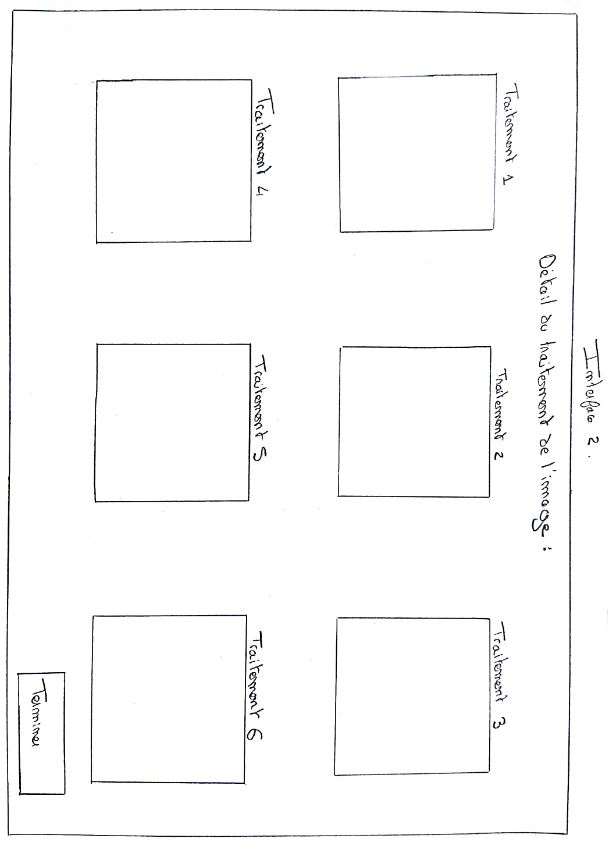 Interface 2.
Détail du traitement de l'image :
Traitement 1
Traitement 2
Traitement 3
Traitement 4
Traitement 5
Traitement 6
Terminer